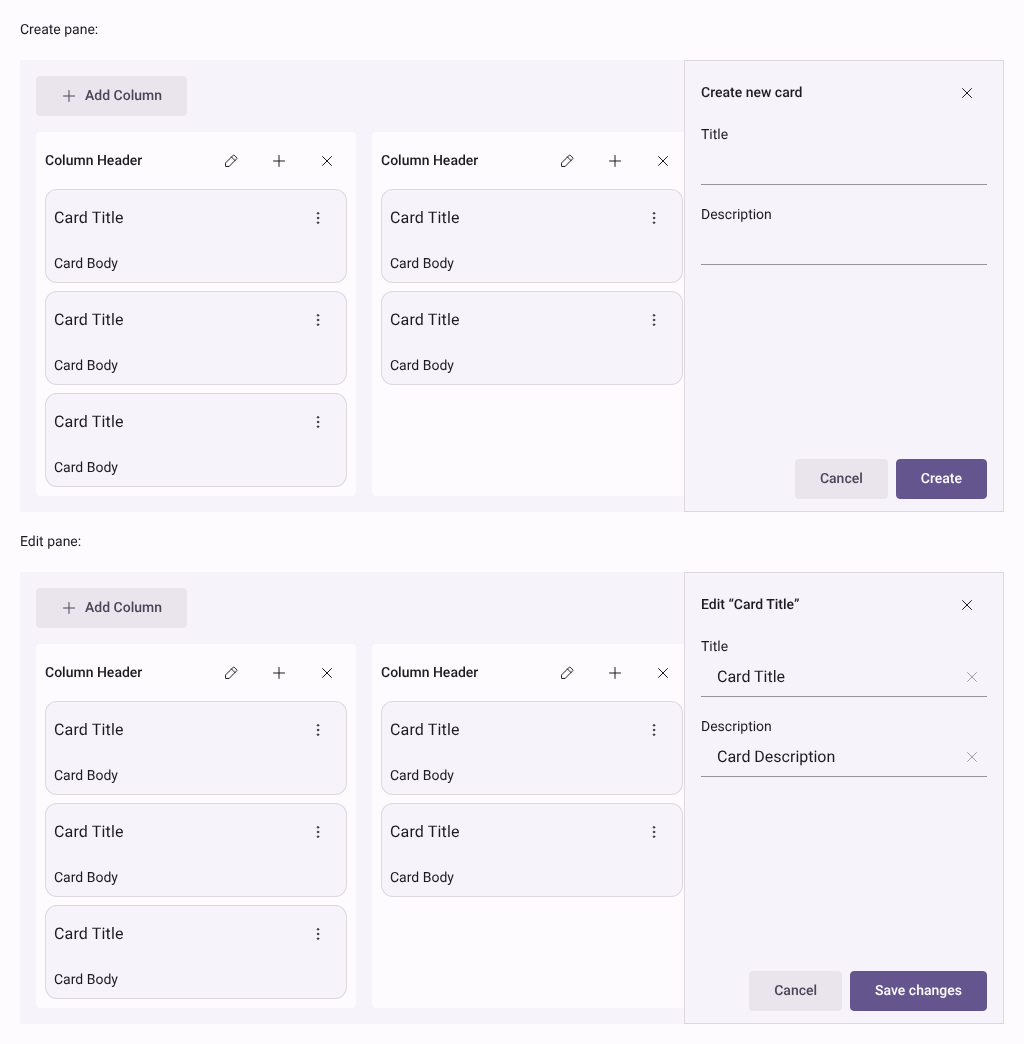 Create pane:
Add Column
Column Header
Card Title
Card Body
Card Title
Card Body
Card Title
Card Body
Column Header
Card Title
Card Body
Card Title
Card Body
Create new card
Title
Description
Cancel
Create
Edit pane:
Add Column
Column Header
Card Title
Card Body
Card Title
Card Body
Card Title
Card Body
Column Header
Card Title
Card Body
Card Title
Card Body
Edit “Card Title”
Title
Card Title
Description
Card Description
Cancel
Save changes